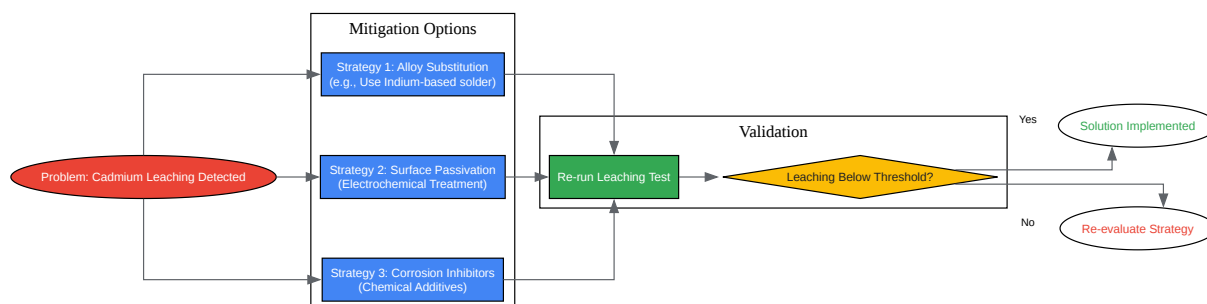 Mitigation Options
Strategy 1: Alloy Substitution
(e.g., Use Indium-based solder)
Problem: Cadmium Leaching Detected
Strategy 2: Surface Passivation
(Electrochemical Treatment)
Strategy 3: Corrosion Inhibitors
(Chemical Additives)
Validation
Re-run Leaching Test
Leaching Below Threshold?
Yes
Solution Implemented
No
Re-evaluate Strategy